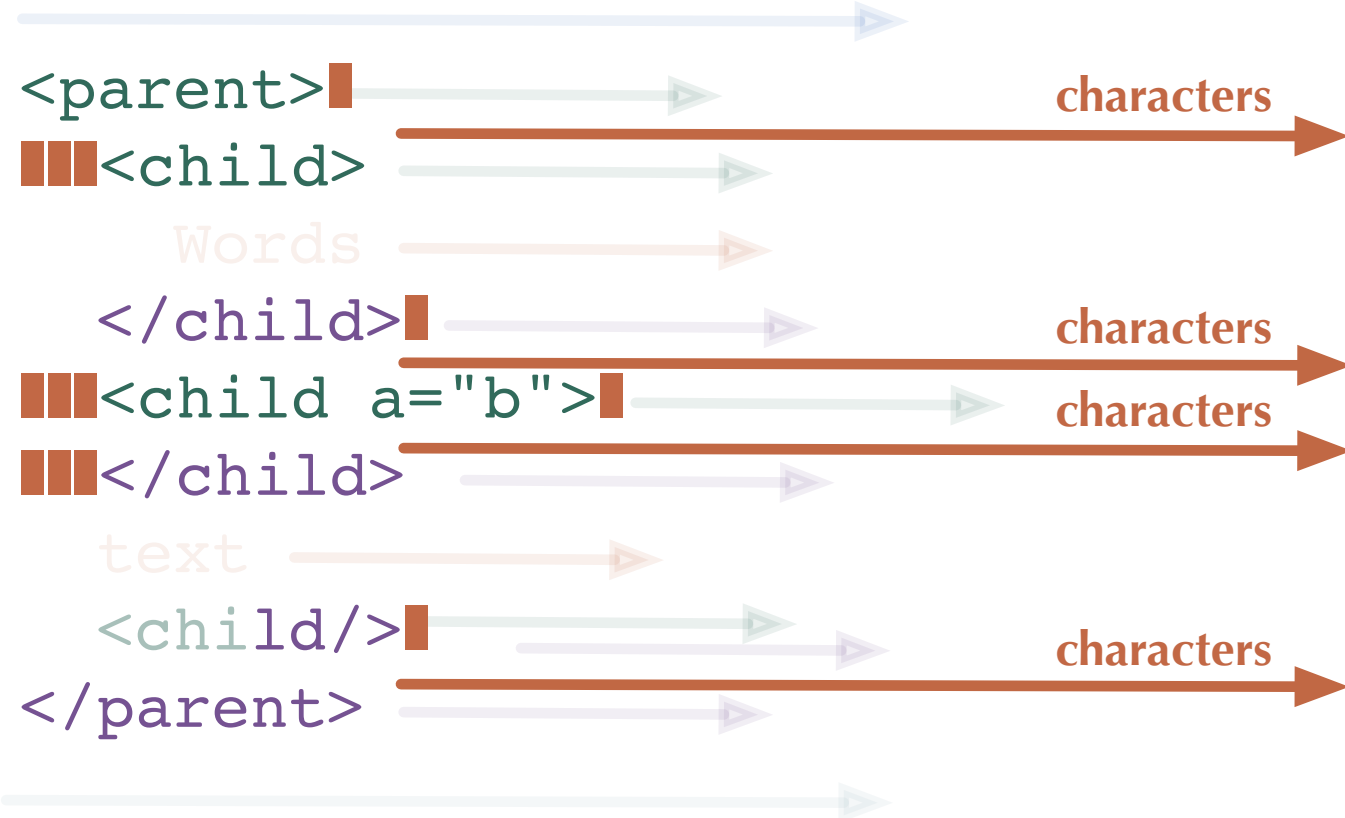 <parent>
characters
<child>
Words
</child>
characters
<child a="b">
characters
</child>
text
<child/>
characters
</parent>